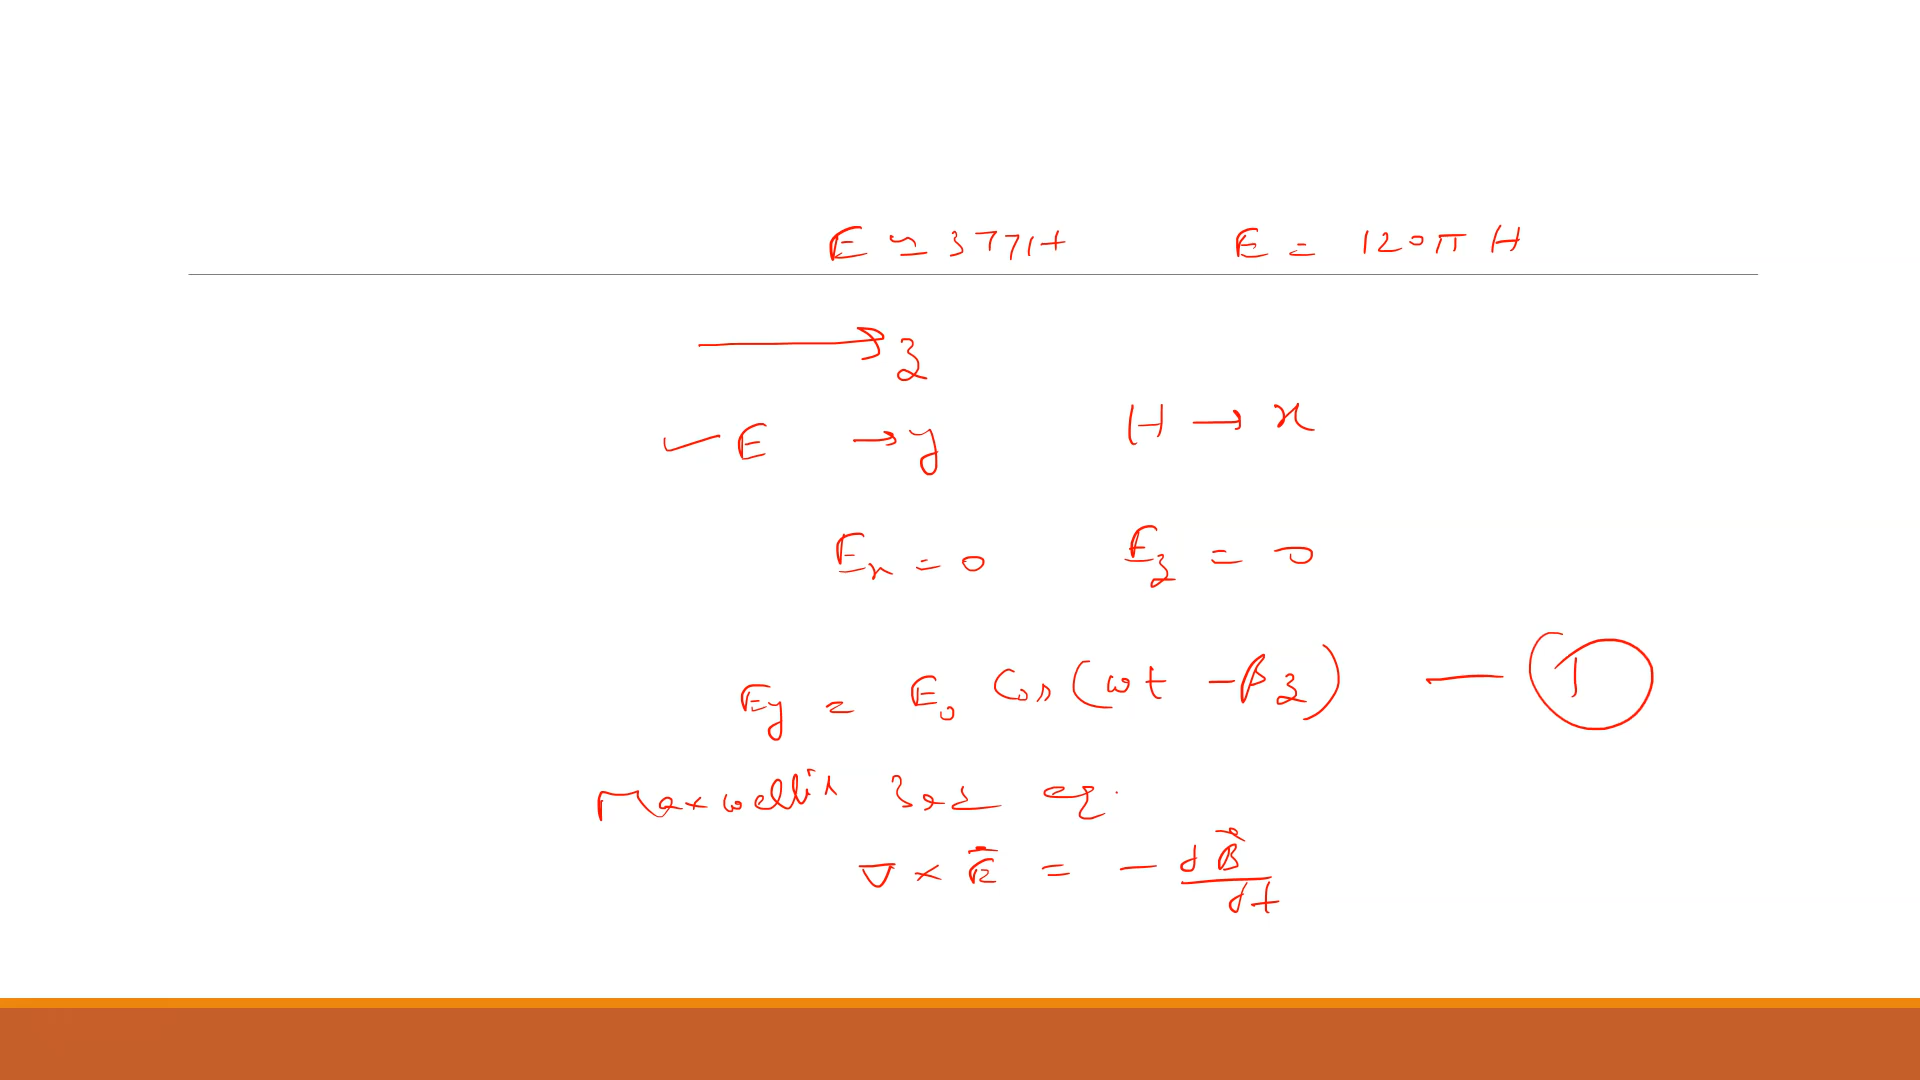 E ≃ 377H E = 120π H
→ z
✓ E → y H → x
Ex = 0 Ez = 0
Ey = E₀ Cos(ωt - βz) — (1)
Maxwell's 3rd eq.
∇ × E⃗ = - dB⃗/dt